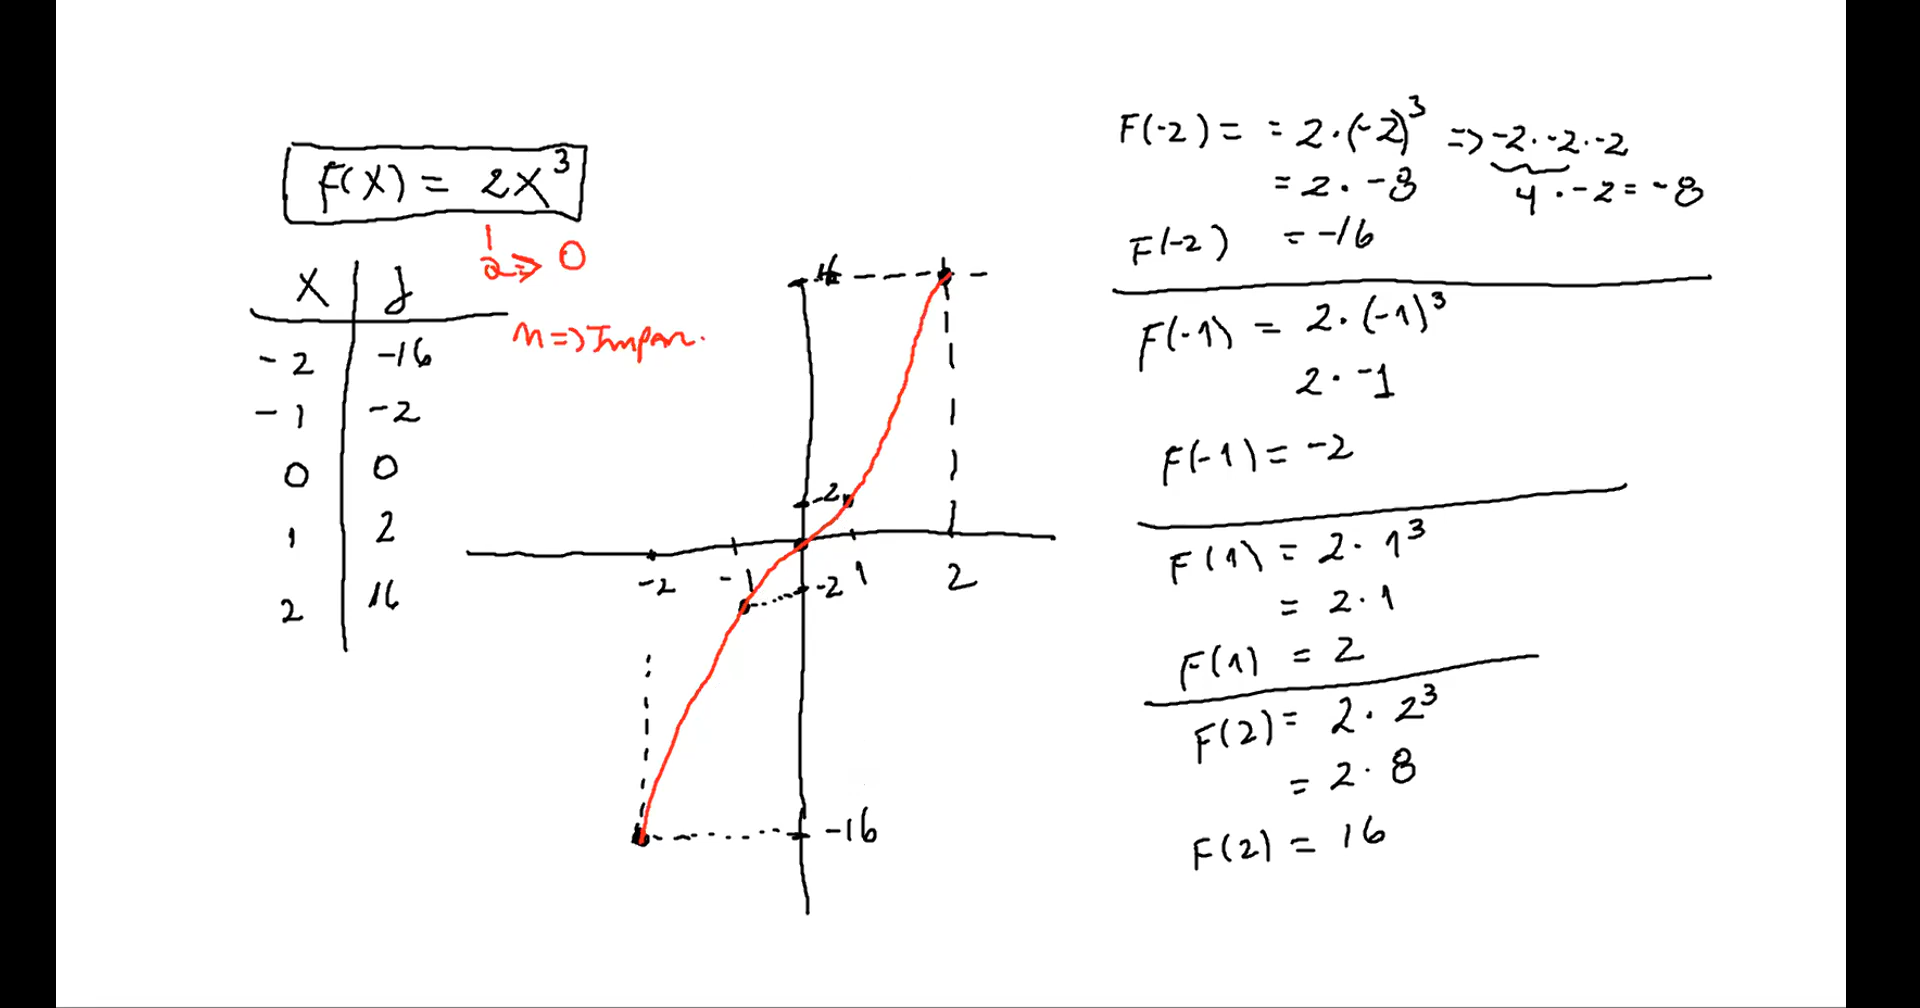 F(x) = 2x³
2 => 0
n => Impar.
x | y
-2 | -16
-1 | -2
0 | 0
1 | 2
2 | 16
16
2
-2 -1 1 2
-2
-16
F(-2) = = 2·(-2)³ => -2·-2·-2
= 2·-8 4·-2=-8
F(-2) = -16
F(-1) = 2·(-1)³
2·-1
F(-1) = -2
F(1) = 2·1³
= 2·1
F(1) = 2
F(2) = 2·2³
= 2·8
F(2) = 16